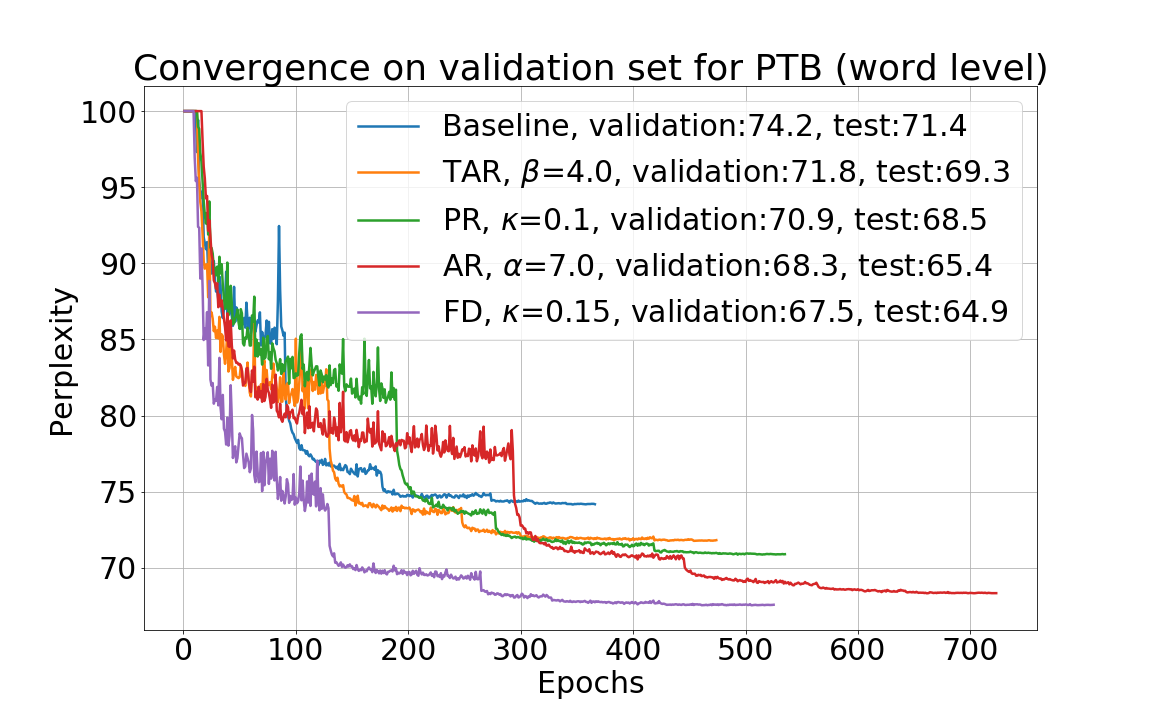 Convergence on validation set for PTB (word level)
Baseline, validation:74.2, test:71.4
TAR, β=4.0, validation:71.8, test:69.3
PR, κ=0.1, validation:70.9, test:68.5
AR, α=7.0, validation:68.3, test:65.4
FD, κ=0.15, validation:67.5, test:64.9
Perplexity
100
95
90
85
80
75
70
0 100 200 300 400 500 600 700
Epochs